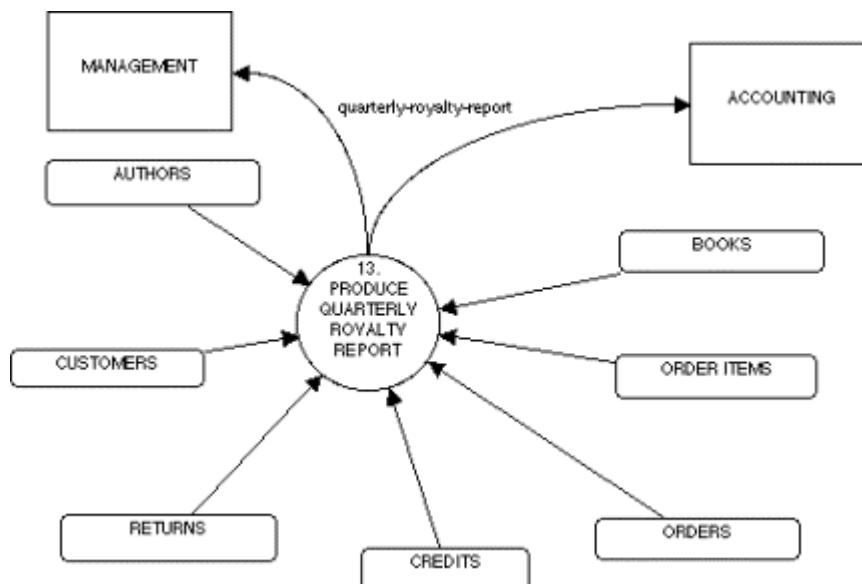 MANAGEMENT
quarterly-royalty-report
ACCOUNTING
AUTHORS
BOOKS
13.
PRODUCE
QUARTERLY
ROYALTY
REPORT
CUSTOMERS
ORDER ITEMS
RETURNS
CREDITS
ORDERS